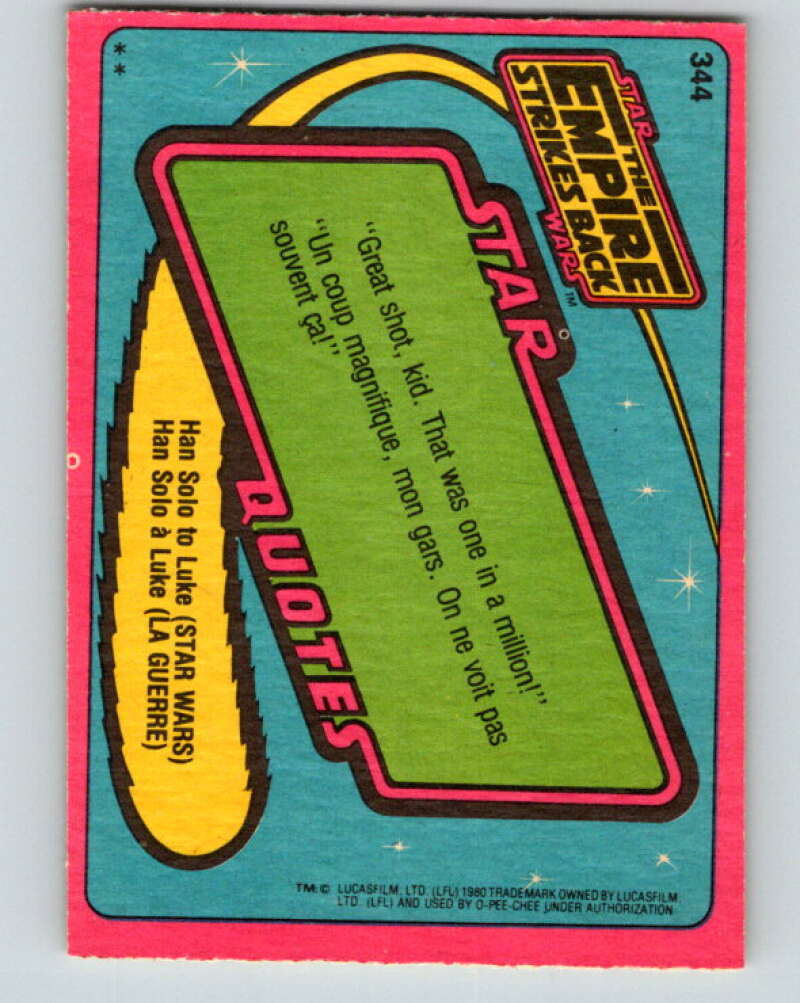 344
STAR
THE
EMPIRE
STRIKES BACK
WARS™
STAR
"Great shot, kid. That was one in a million!"
"Un coup magnifique, mon gars. On ne voit pas
souvent ça!"
QUOTES
Han Solo to Luke (STAR WARS)
Han Solo à Luke (LA GUERRE)
**
TM: © LUCASFILM, LTD. (LFL) 1980 TRADEMARK OWNED BY LUCASFILM,
LTD. (LFL) AND USED BY O-PEE-CHEE UNDER AUTHORIZATION